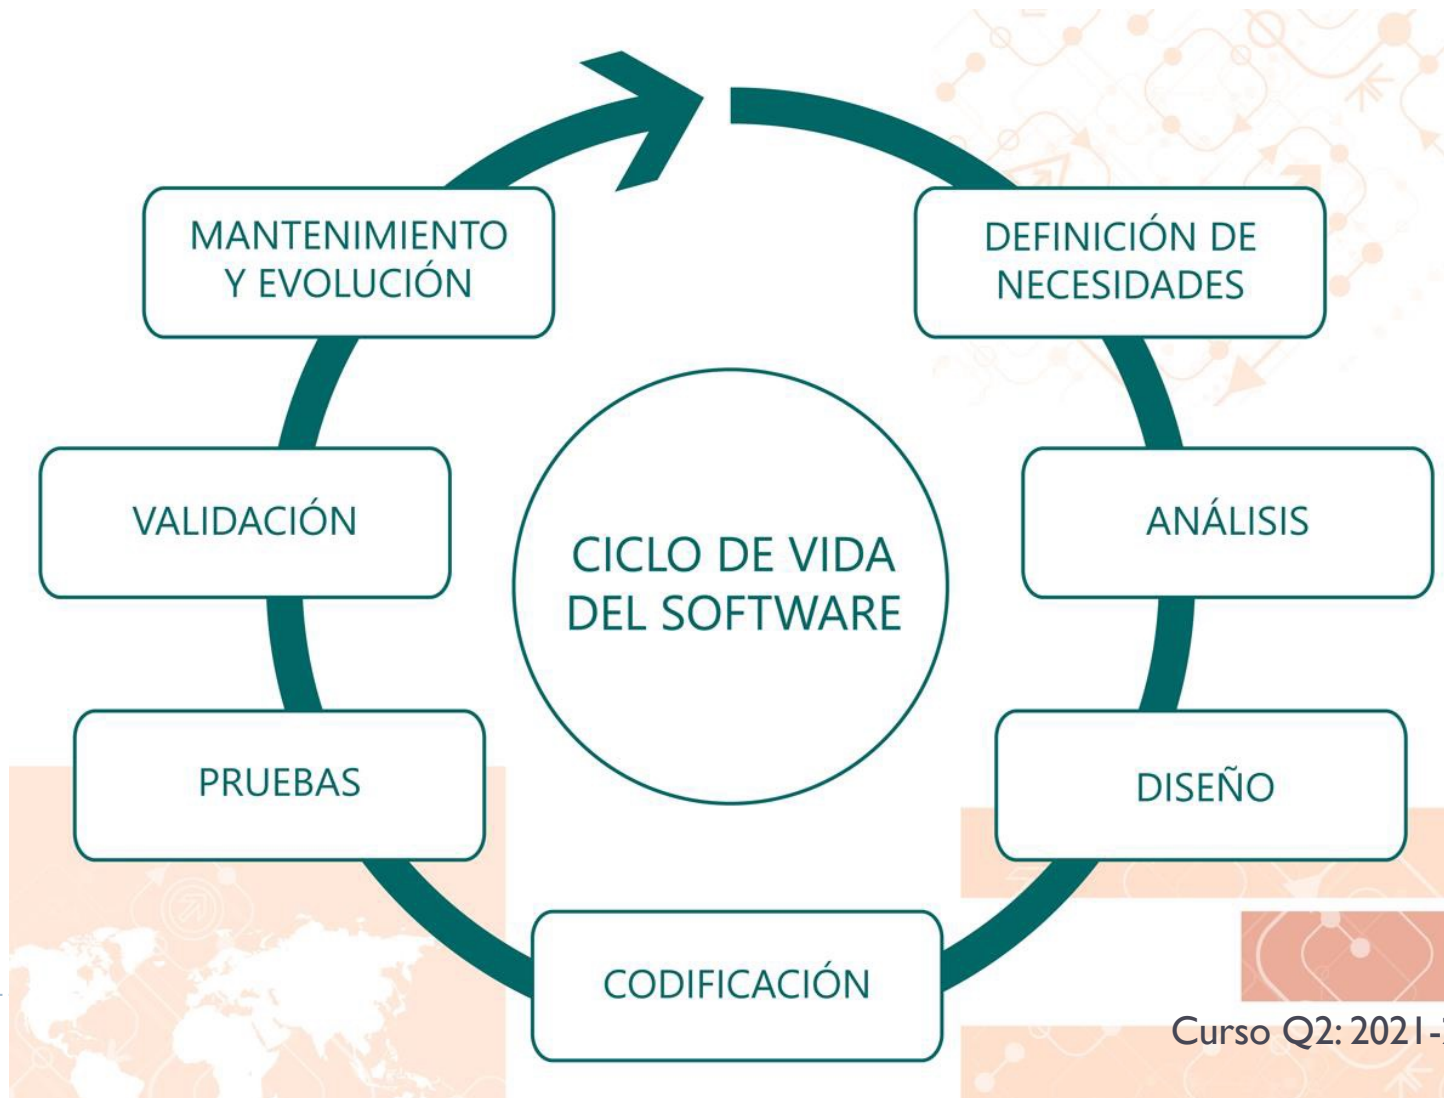 MANTENIMIENTO
Y EVOLUCIÓN
DEFINICIÓN DE
NECESIDADES
VALIDACIÓN
ANÁLISIS
CICLO DE VIDA
DEL SOFTWARE
PRUEBAS
DISEÑO
CODIFICACIÓN
Curso Q2: 2021-